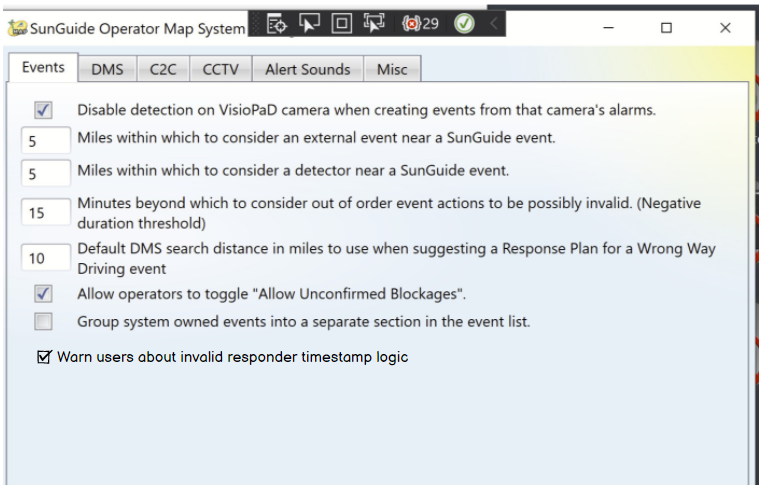 SunGuide Operator Map System
29
Events DMS C2C CCTV Alert Sounds Misc
Disable detection on VisioPaD camera when creating events from that camera's alarms.
5 Miles within which to consider an external event near a SunGuide event.
5 Miles within which to consider a detector near a SunGuide event.
15 Minutes beyond which to consider out of order event actions to be possibly invalid. (Negative
duration threshold)
10 Default DMS search distance in miles to use when suggesting a Response Plan for a Wrong Way
Driving event
Allow operators to toggle "Allow Unconfirmed Blockages".
Group system owned events into a separate section in the event list.
Warn users about invalid responder timestamp logic